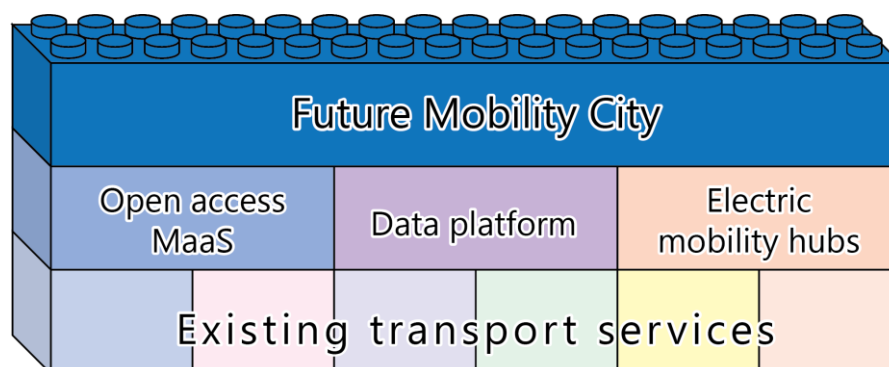 Future Mobility City
Open access
MaaS
Data platform
Electric
mobility hubs
Existing transport services